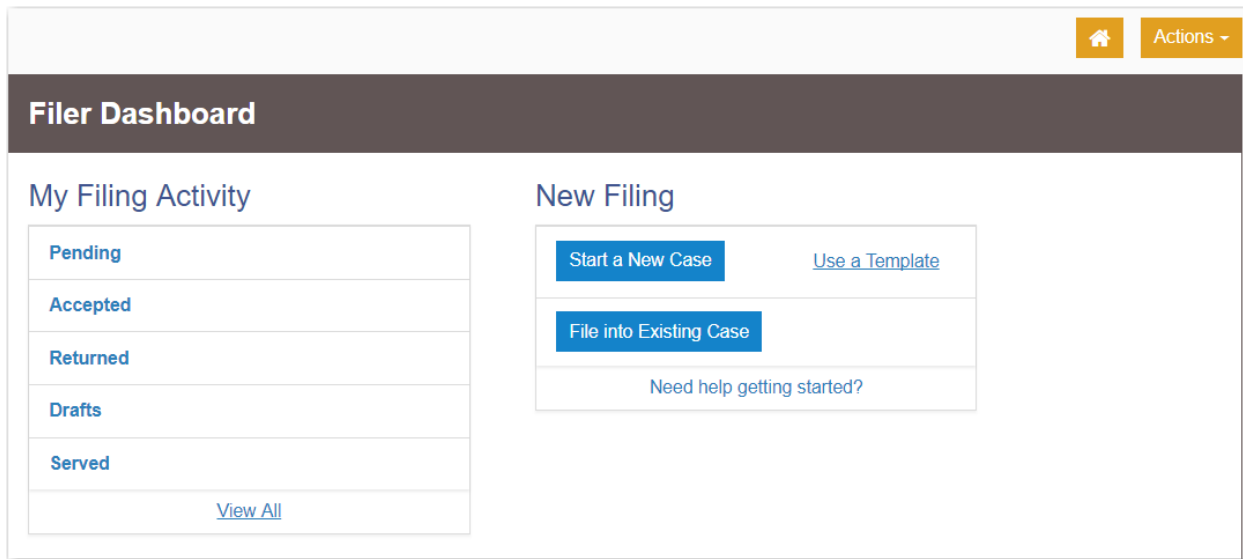 Actions
Filer Dashboard
My Filing Activity
Pending
Accepted
Returned
Drafts
Served
View All
New Filing
Start a New Case
Use a Template
File into Existing Case
Need help getting started?